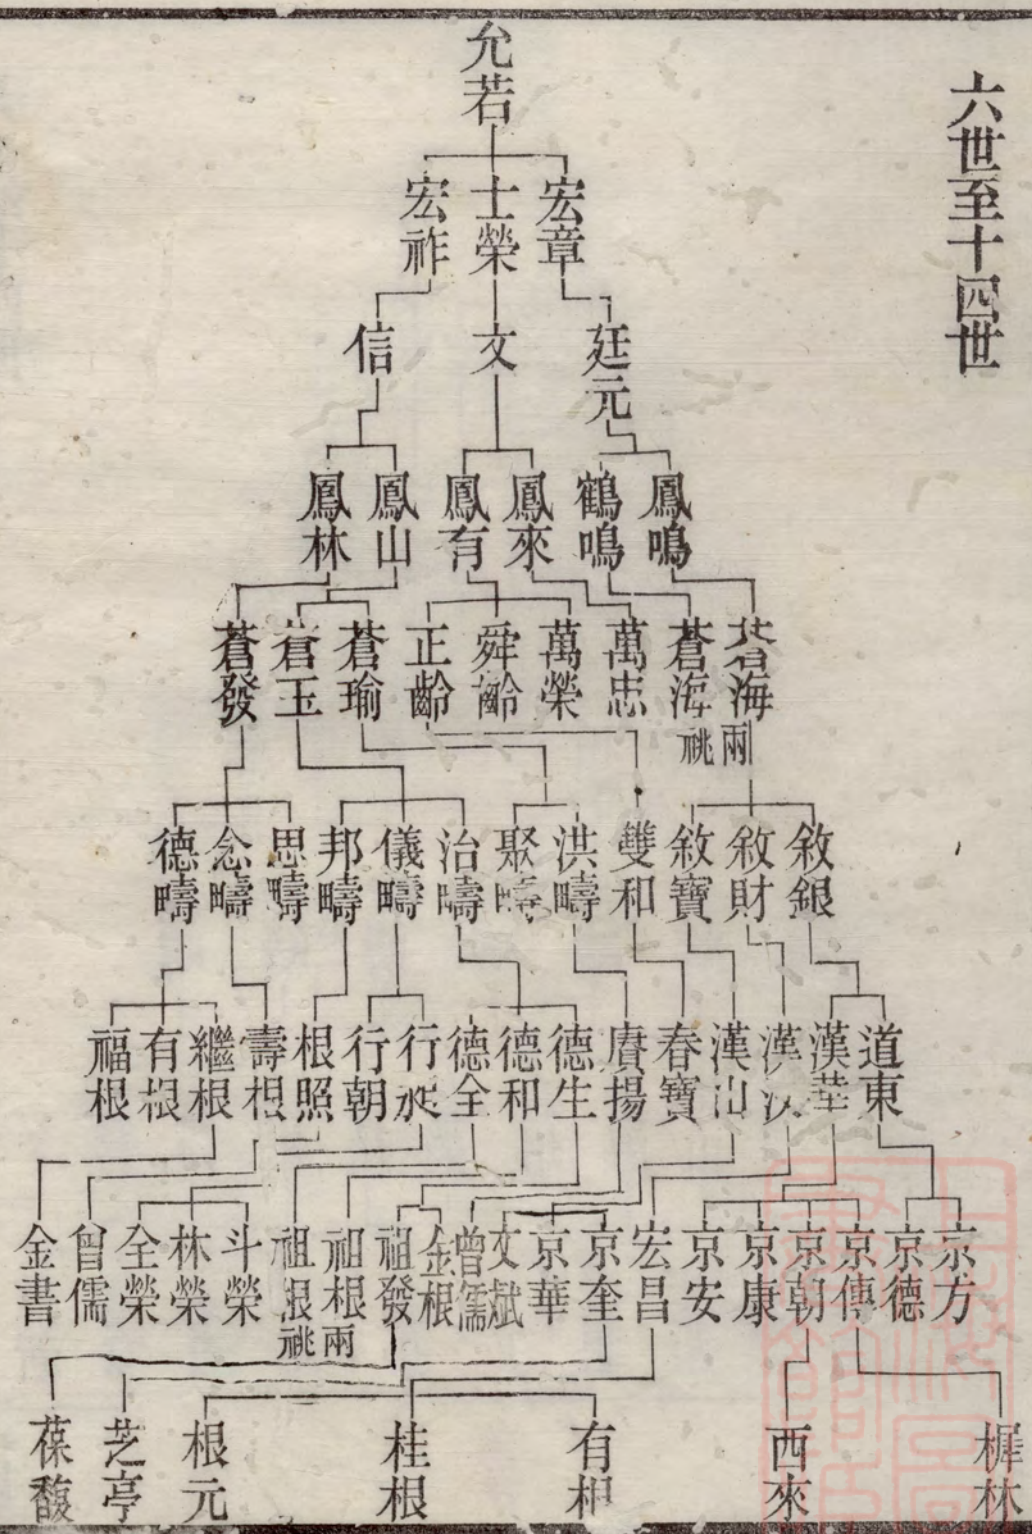 六世至十四世
允若
宏章 士榮 宏祚
廷元 文 信
鳳鳴 鶴鳴 鳳來 鳳有 鳳山 鳳林
蒼海 蒼海 兩祧 萬忠 萬榮 舜齡 正齡 蒼瑜 蒼玉 蒼發
敘銀 敘財 敘寶 雙和 洪疇 聚疇 治疇 儀疇 邦疇 思疇 念疇 德疇
道東 漢華 漢 漢山 春寶 賡揚 德生 德和 德全 行 行朝 根照 壽根 繼根 有根 福根
京方 京德 京傳 京朝 京康 京安 宏昌 京奎 京華 文斌 曾儒 金根 祖發 祖根 祖根 兩祧 斗榮 林榮 全榮 曾儒 金書
樨林 西來 有根 桂根 根元 芝亭 葆馥